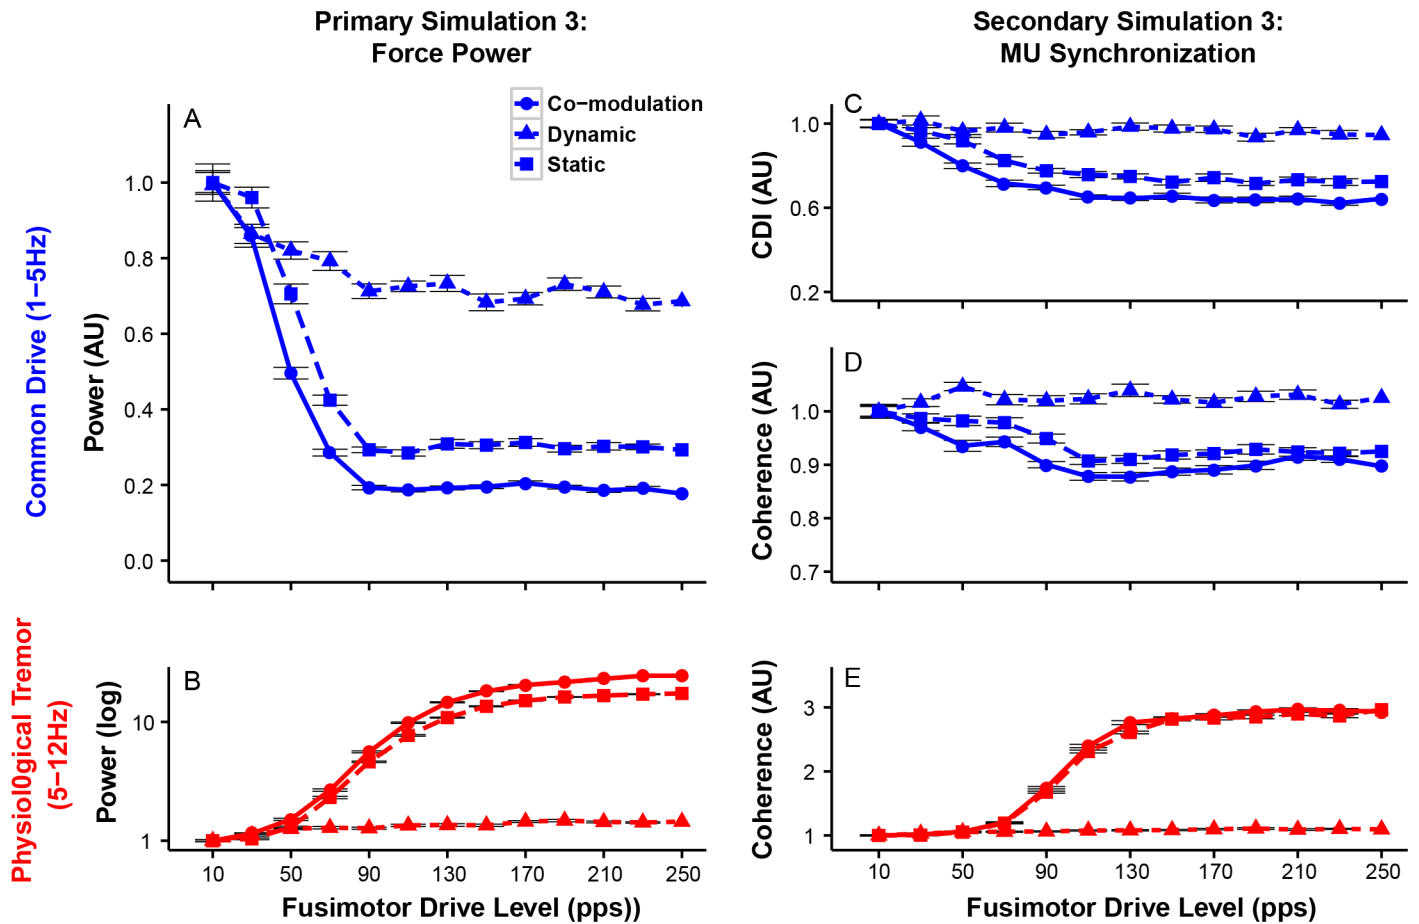 Primary Simulation 3:
Force Power
Secondary Simulation 3:
MU Synchronization
A
Co−modulation
Dynamic
Static
1.0
0.8
0.6
0.4
0.2
0.0
Power (AU)
Common Drive (1−5Hz)
C
1.0
0.6
0.2
CDI (AU)
D
1.0
0.9
0.8
0.7
Coherence (AU)
B
10
1
Power (log)
Physiol0gical Tremor
(5−12Hz)
10 50 90 130 170 210 250
Fusimotor Drive Level (pps))
E
3
2
1
Coherence (AU)
10 50 90 130 170 210 250
Fusimotor Drive Level (pps)